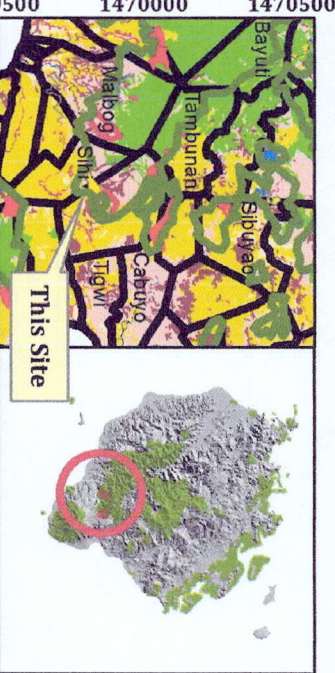 1470000
1470500
Bayuti
Malbog
Tambunan
Sihi
Sibuyao
Cabuyo
Tigwi
This Site